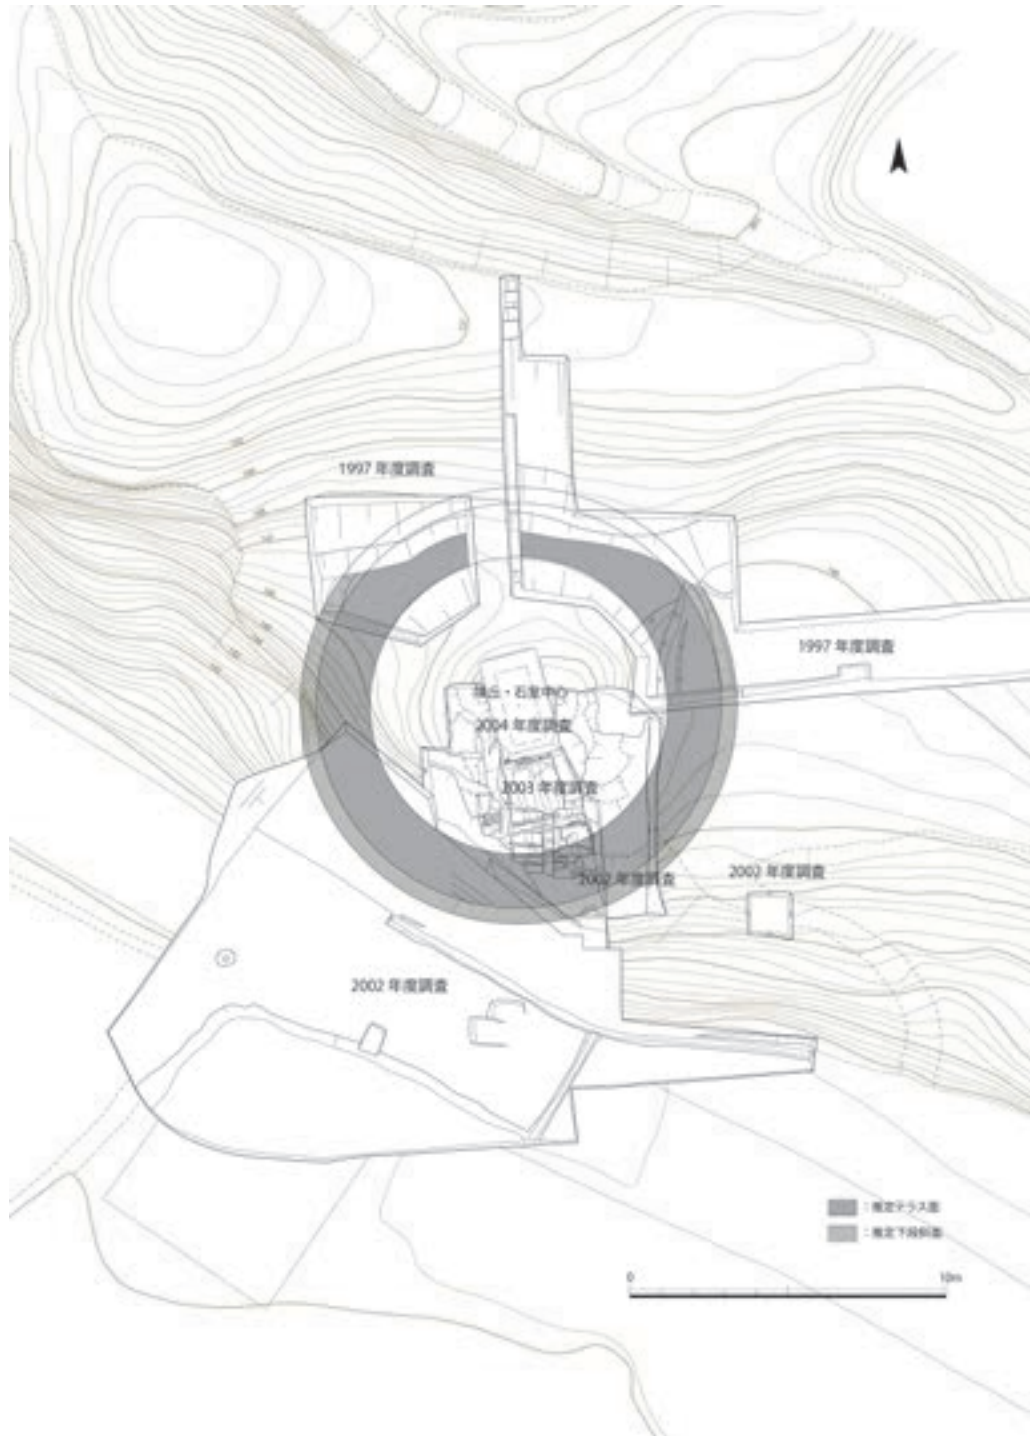 1997 年度調査
1997 年度調査
墳丘・石室中心
2004 年度調査
2003 年度調査
2002 年度調査
2002 年度調査
2002 年度調査
：推定テラス面
：推定下段斜面
0
10m